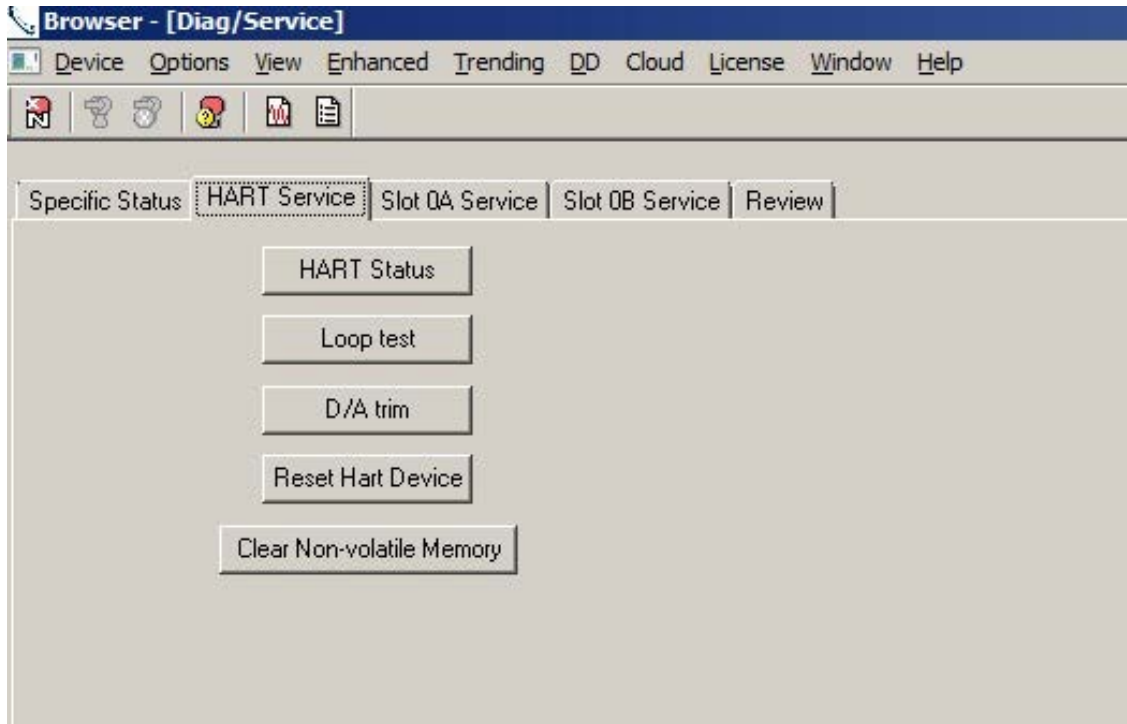 Browser - [Diag/Service]
Device Options View Enhanced Trending DD Cloud License Window Help
Specific Status HART Service Slot 0A Service Slot 0B Service Review
HART Status
Loop test
D/A trim
Reset Hart Device
Clear Non-volatile Memory